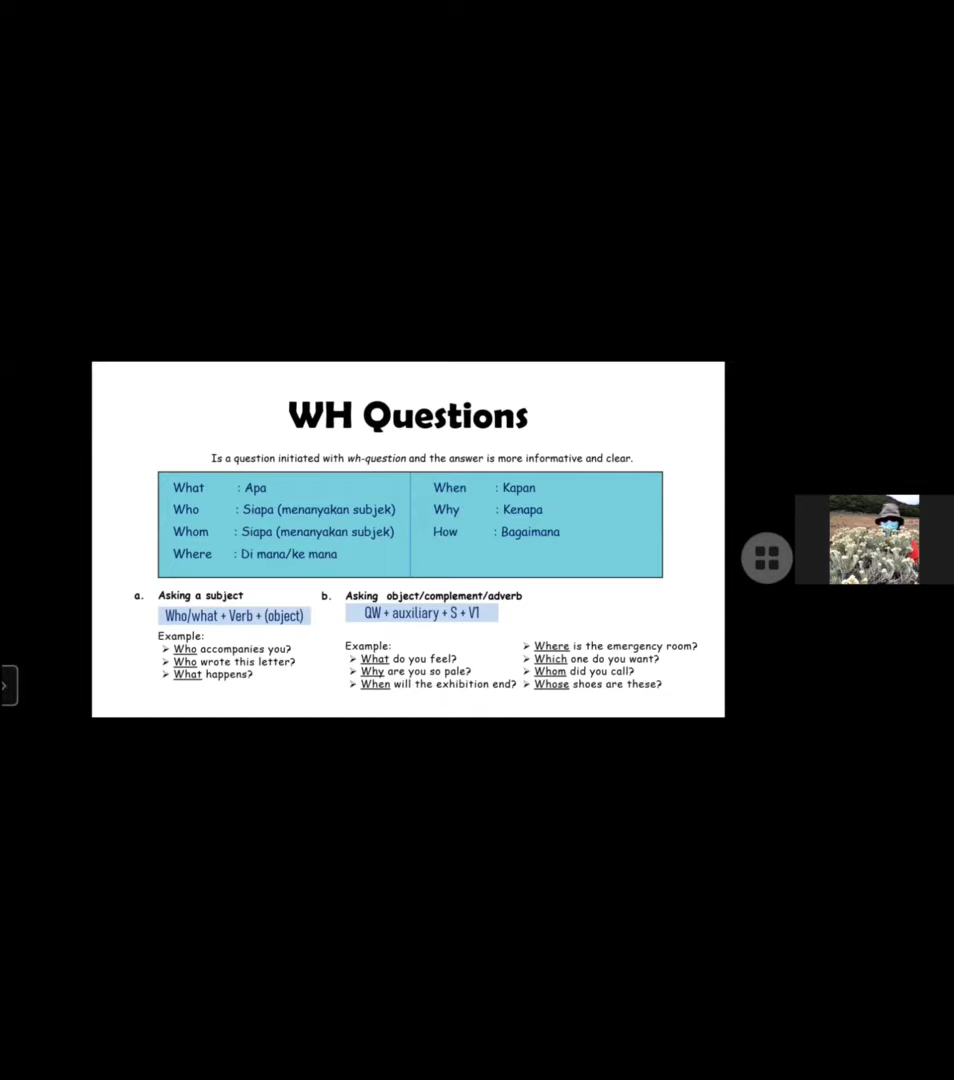 WH Questions
Is a question initiated with wh-question and the answer is more informative and clear.
What : Apa
Who : Siapa (menanyakan subjek)
Whom : Siapa (menanyakan subjek)
Where : Di mana/ke mana
When : Kapan
Why : Kenapa
How : Bagaimana
a. Asking a subject
Who/what + Verb + (object)
Example:
➢ Who accompanies you?
➢ Who wrote this letter?
➢ What happens?
b. Asking object/complement/adverb
QW + auxiliary + S + V1
Example:
➢ What do you feel?
➢ Why are you so pale?
➢ When will the exhibition end?
➢ Where is the emergency room?
➢ Which one do you want?
➢ Whom did you call?
➢ Whose shoes are these?